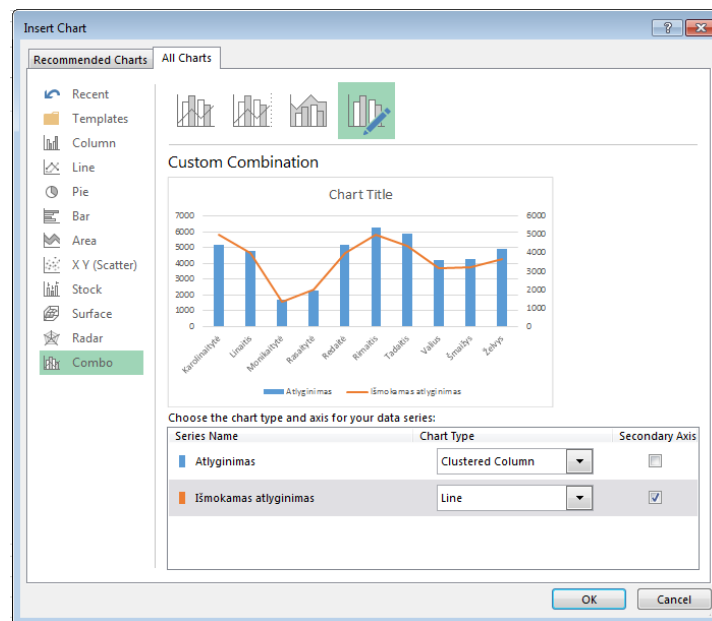 Insert Chart
Recommended Charts
All Charts
Recent
Templates
Column
Line
Pie
Bar
Area
X Y (Scatter)
Stock
Surface
Radar
Combo
Custom Combination
Chart Title
7000
6000
5000
4000
3000
2000
1000
0
6000
5000
4000
3000
2000
1000
0
Karolinaitytė
Linaitis
Monikaitytė
Rasaitytė
Redaitė
Rimaitis
Tadaitis
Valius
Šmaižys
Želvys
Atlyginimas
Išmokamas atlyginimas
Choose the chart type and axis for your data series:
Series Name Chart Type Secondary Axis
Atlyginimas Clustered Column
Išmokamas atlyginimas Line
OK Cancel